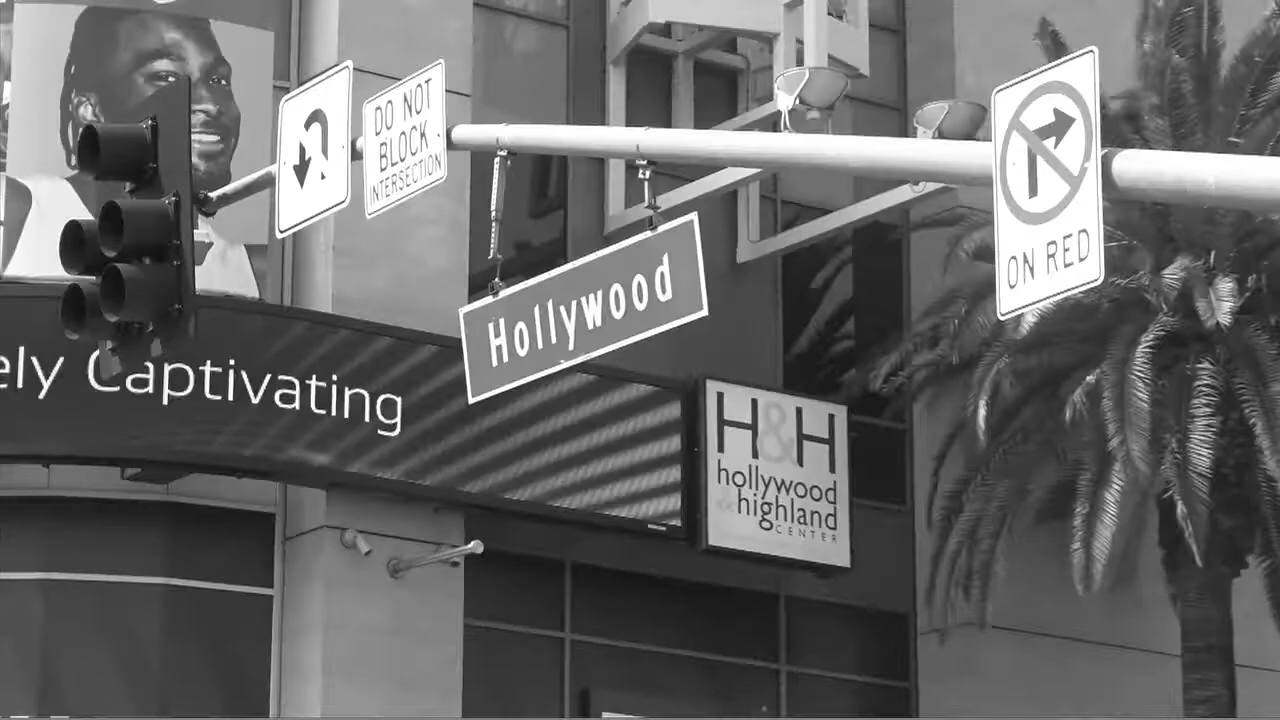 DO NOT
BLOCK
INTERSECTION
ON RED
Hollywood
ely Captivating
H&H
hollywood
&highland
CENTER